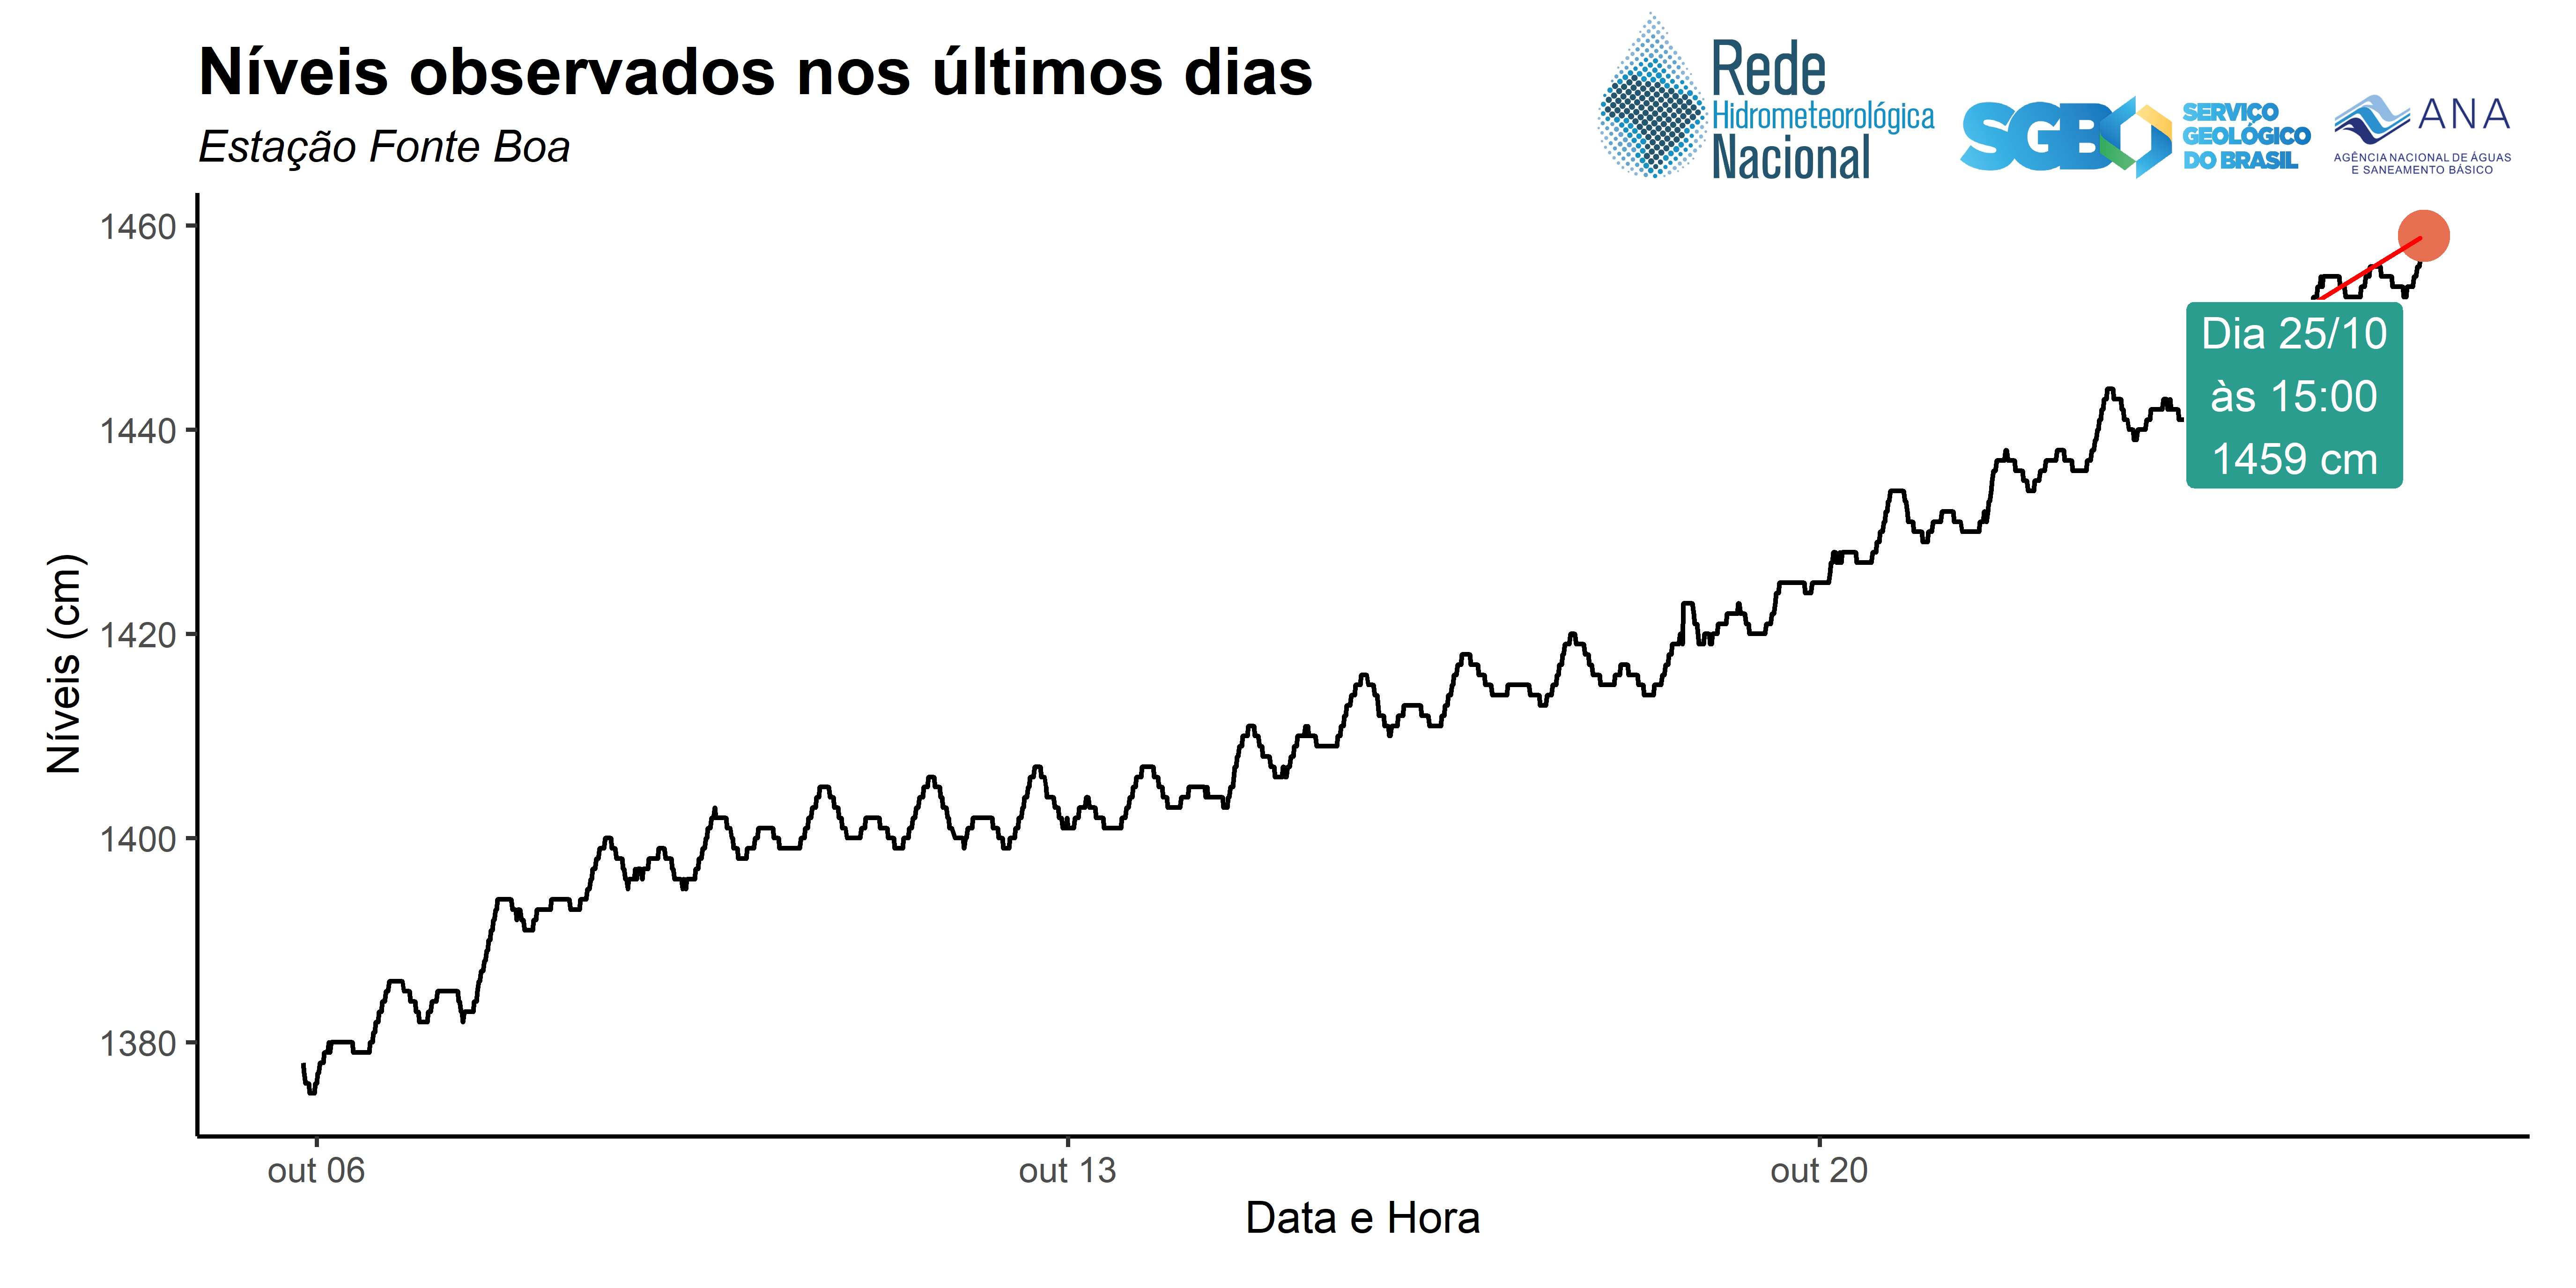 Níveis observados nos últimos dias
Estação Fonte Boa
Rede
Hidrometeorológica
Nacional
SGB
SERVIÇO
GEOLÓGICO
DO BRASIL
ANA
AGÊNCIA NACIONAL DE ÁGUAS
E SANEAMENTO BÁSICO
Níveis (cm)
1460
1440
1420
1400
1380
Dia 25/10
às 15:00
1459 cm
out 06
out 13
out 20
Data e Hora